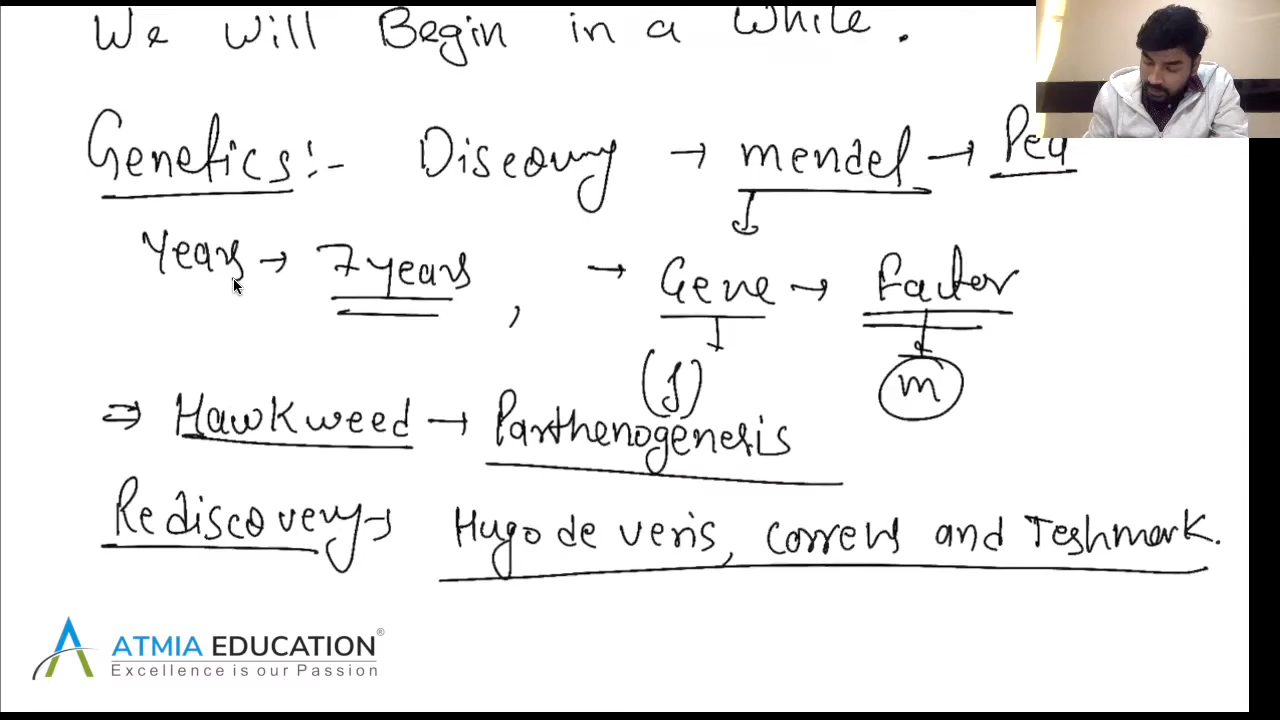 We will Begin in a while.
Genetics:- Discovery → mendel → Pea
Years → 7 years, → Gene → Factor
(J) m
⇒ Hawkweed → Parthenogenesis
Rediscovery → Hugo de veris, correns and Teshmark.
ATMIA EDUCATION®
Excellence is our Passion